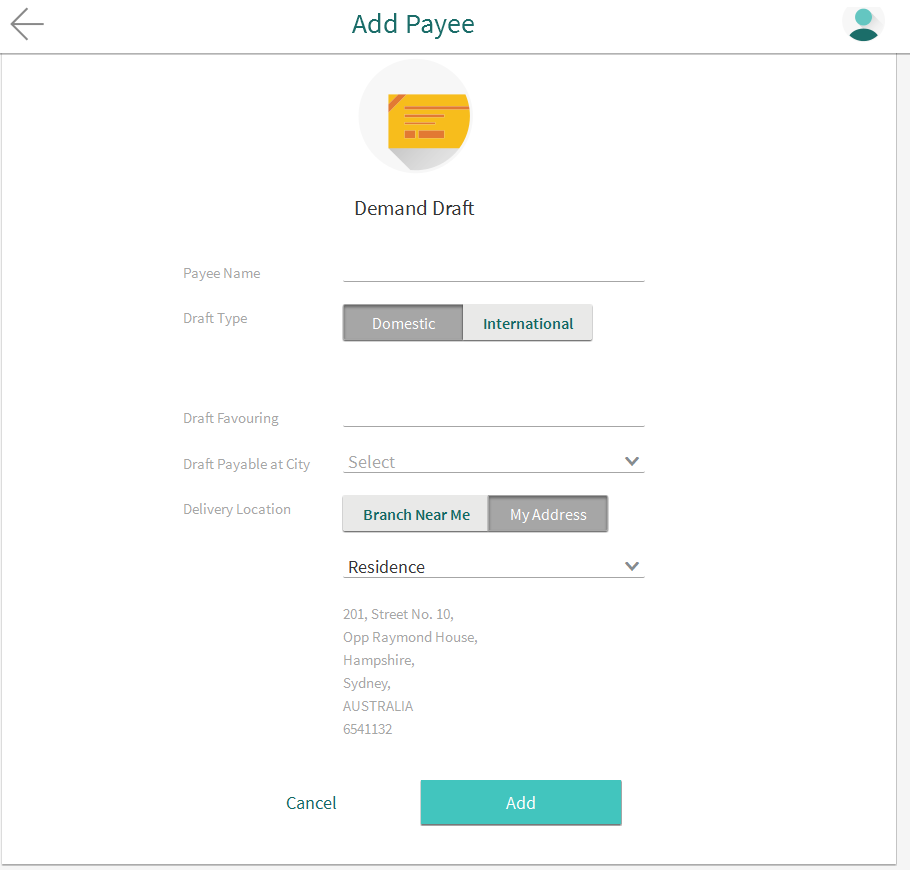 Add Payee
Demand Draft
Payee Name
Draft Type
Domestic International
Draft Favouring
Draft Payable at City Select
Delivery Location
Branch Near Me My Address
Residence
201, Street No. 10,
Opp Raymond House,
Hampshire,
Sydney,
AUSTRALIA
6541132
Cancel Add